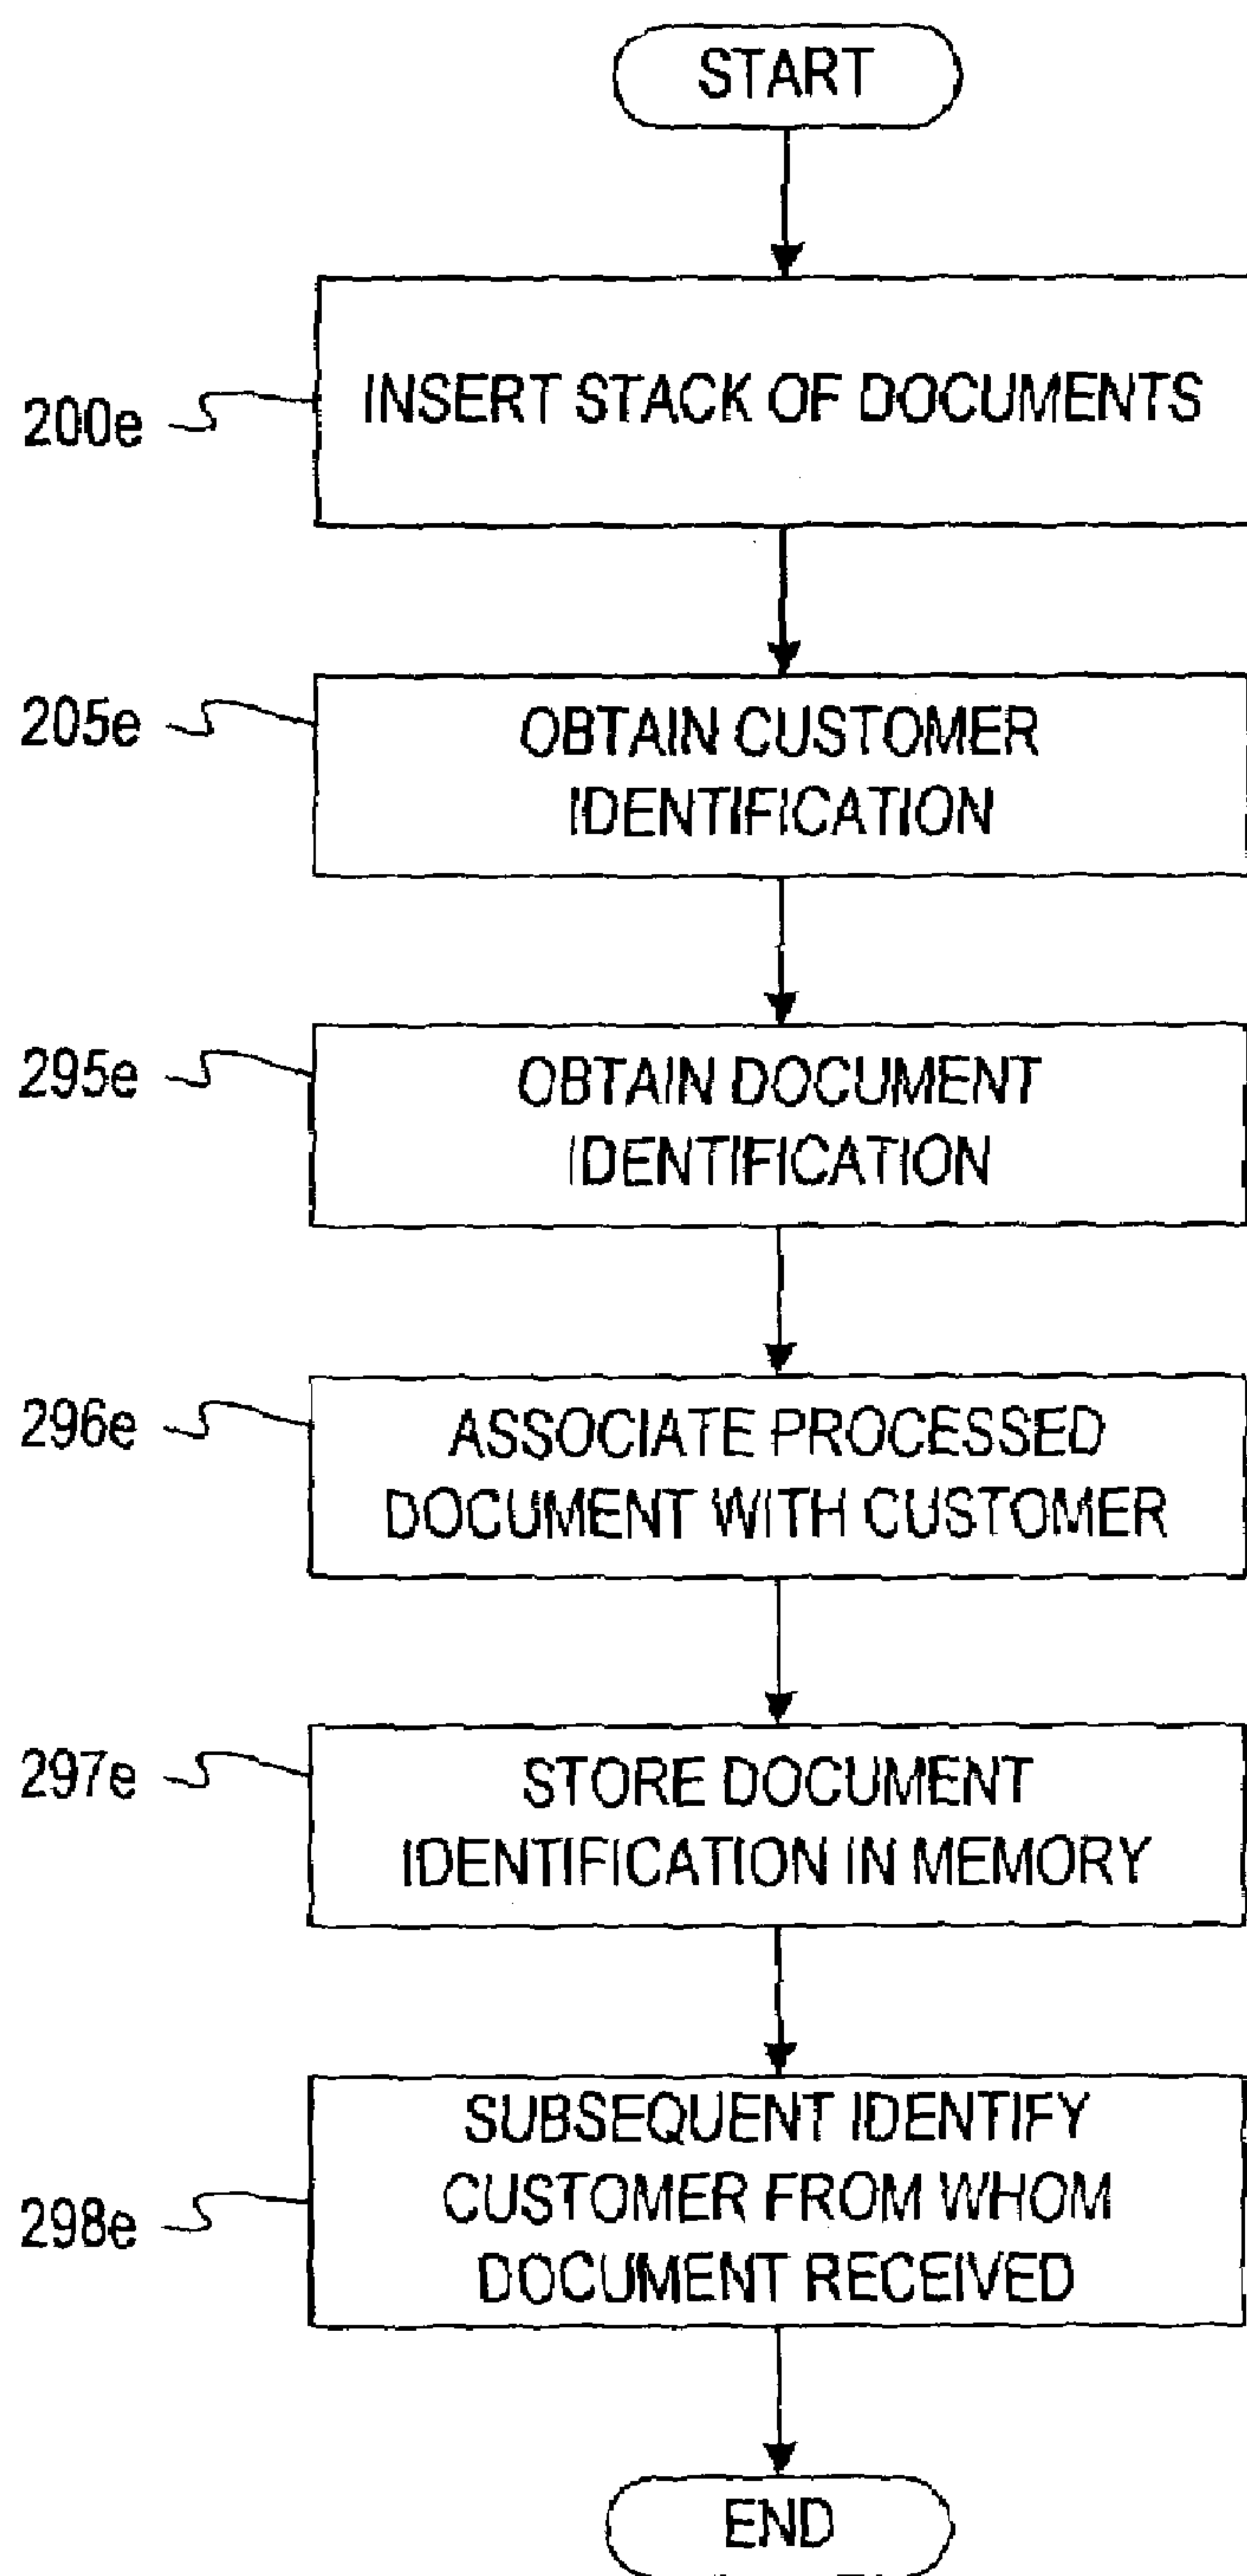 START
200e
INSERT STACK OF DOCUMENTS
205e
OBTAIN CUSTOMER
IDENTIFICATION
295e
OBTAIN DOCUMENT
IDENTIFICATION
296e
ASSOCIATE PROCESSED
DOCUMENT WITH CUSTOMER
297e
STORE DOCUMENT
IDENTIFICATION IN MEMORY
298e
SUBSEQUENT IDENTIFY
CUSTOMER FROM WHOM
DOCUMENT RECEIVED
END